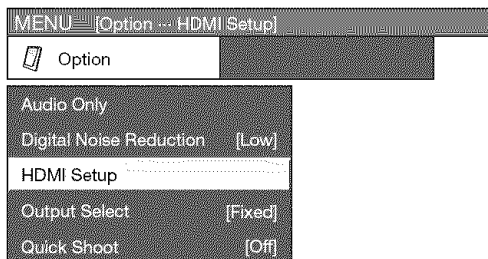 MENU [Option ··· HDMI Setup]
Option
Audio Only
Digital Noise Reduction [Low]
HDMI Setup
Output Select [Fixed]
Quick Shoot [Off]